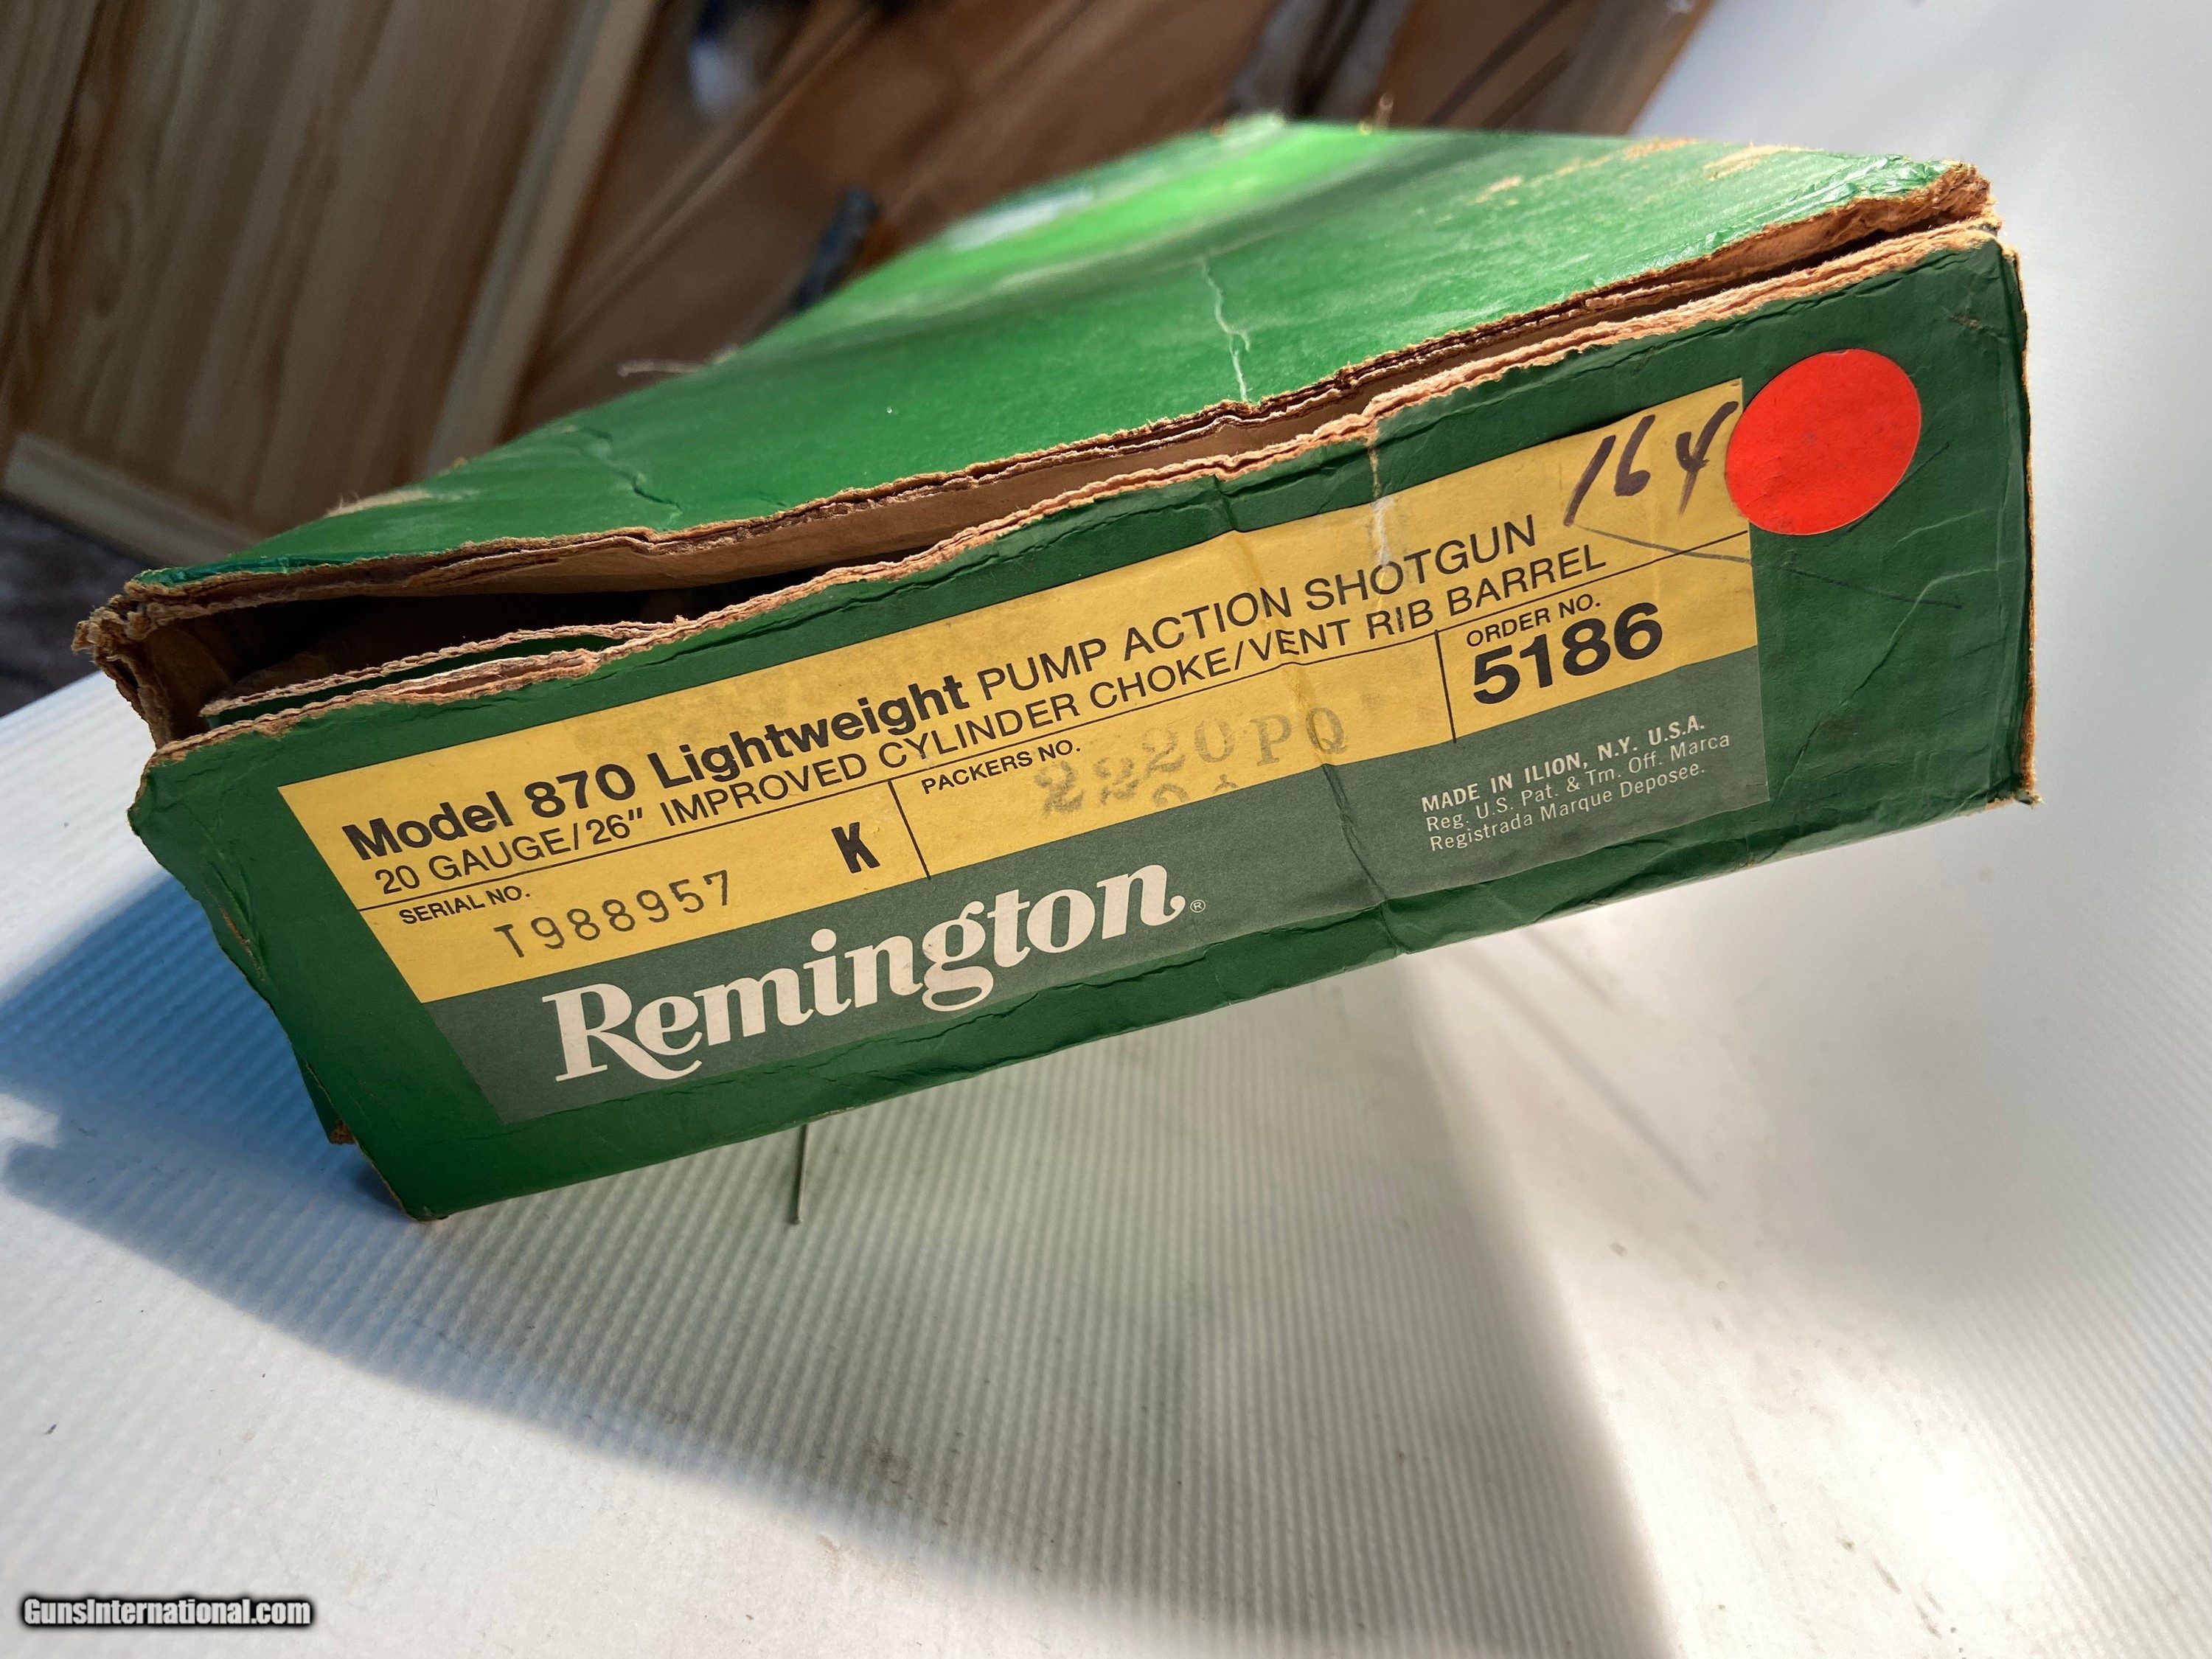 164
Model 870 Lightweight PUMP ACTION SHOTGUN
20 GAUGE/26" IMPROVED CYLINDER CHOKE/VENT RIB BARREL
SERIAL NO.
T988957
K
PACKERS NO.
20PQ
ORDER NO.
5186
Remington®
MADE IN ILION, N.Y. U.S.A.
Reg. U.S. Pat. & Tm. Off. Marca
Registrada Marque Deposee.
GunsInternational.com